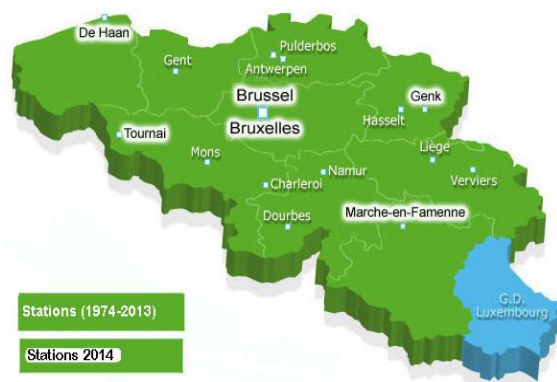 De Haan
Gent
Pulderbos
Antwerpen
Brussel
Bruxelles
Genk
Hasselt
Tournai
Mons
Liège
Verviers
Namur
Charleroi
Dourbes
Marche-en-Famenne
G.D.
Luxembourg
Stations (1974-2013)
Stations 2014